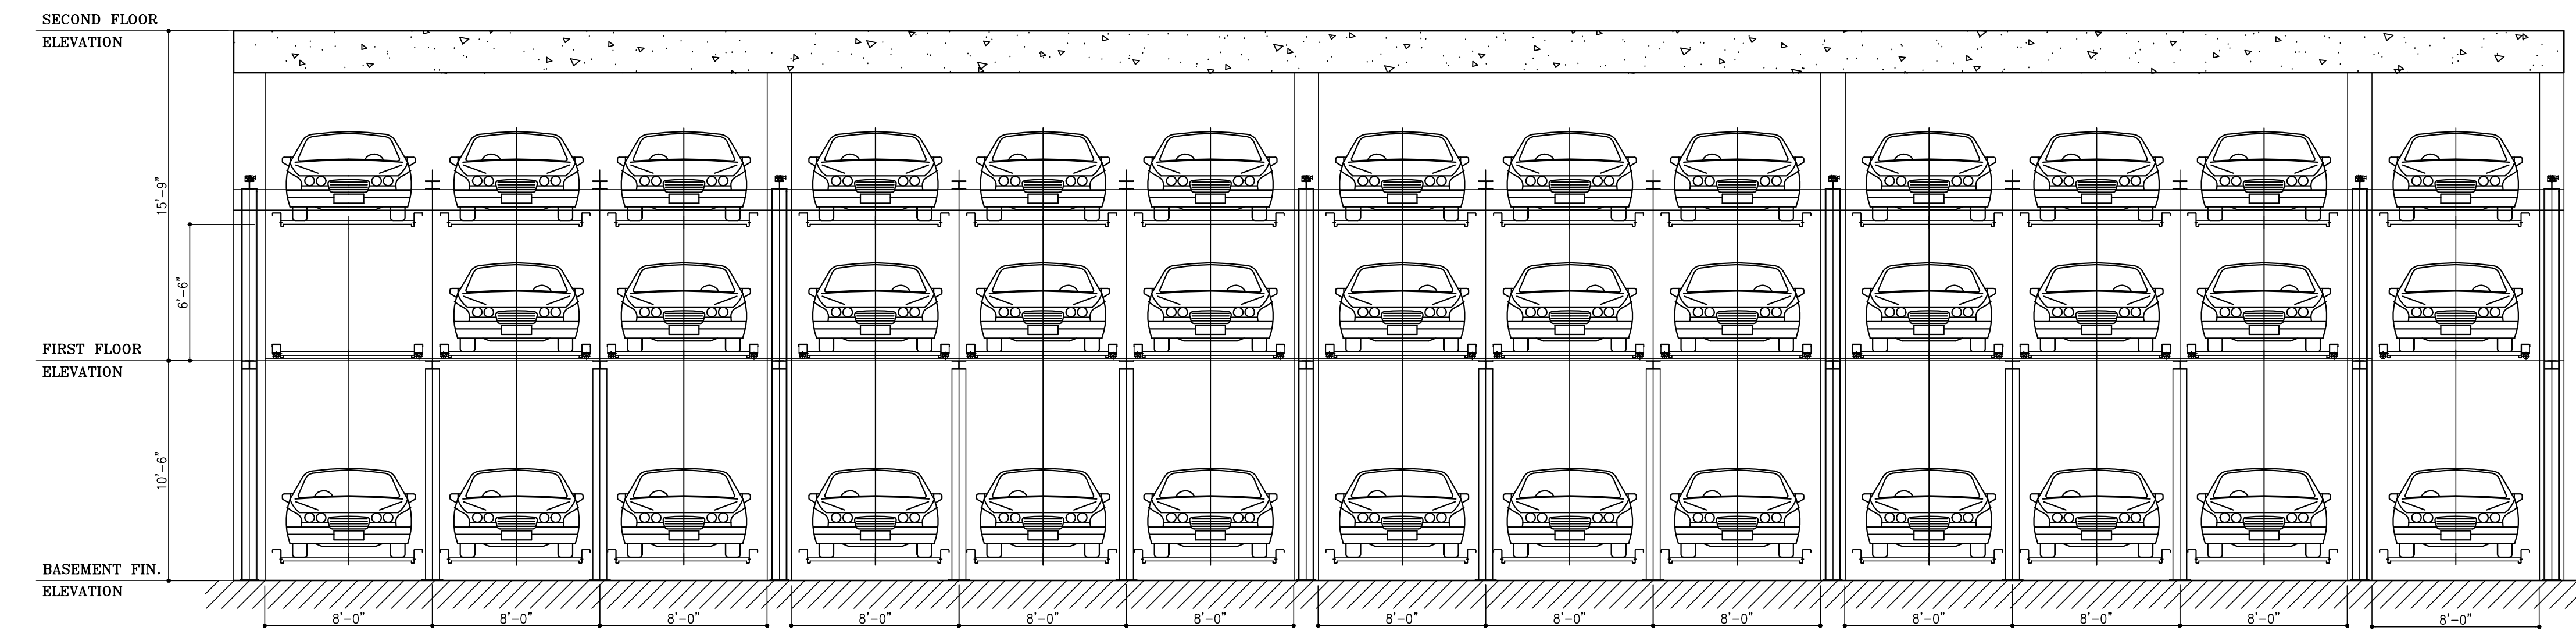 SECOND FLOOR
ELEVATION
15'-9"
6'-6"
FIRST FLOOR
ELEVATION
10'-6"
BASEMENT FIN.
ELEVATION
8'-0" 8'-0" 8'-0" 8'-0" 8'-0" 8'-0" 8'-0" 8'-0" 8'-0" 8'-0" 8'-0" 8'-0" 8'-0"